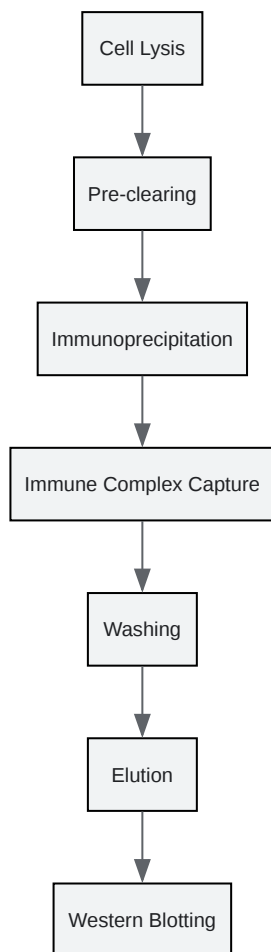 Cell Lysis
Pre-clearing
Immunoprecipitation
Immune Complex Capture
Washing
Elution
Western Blotting